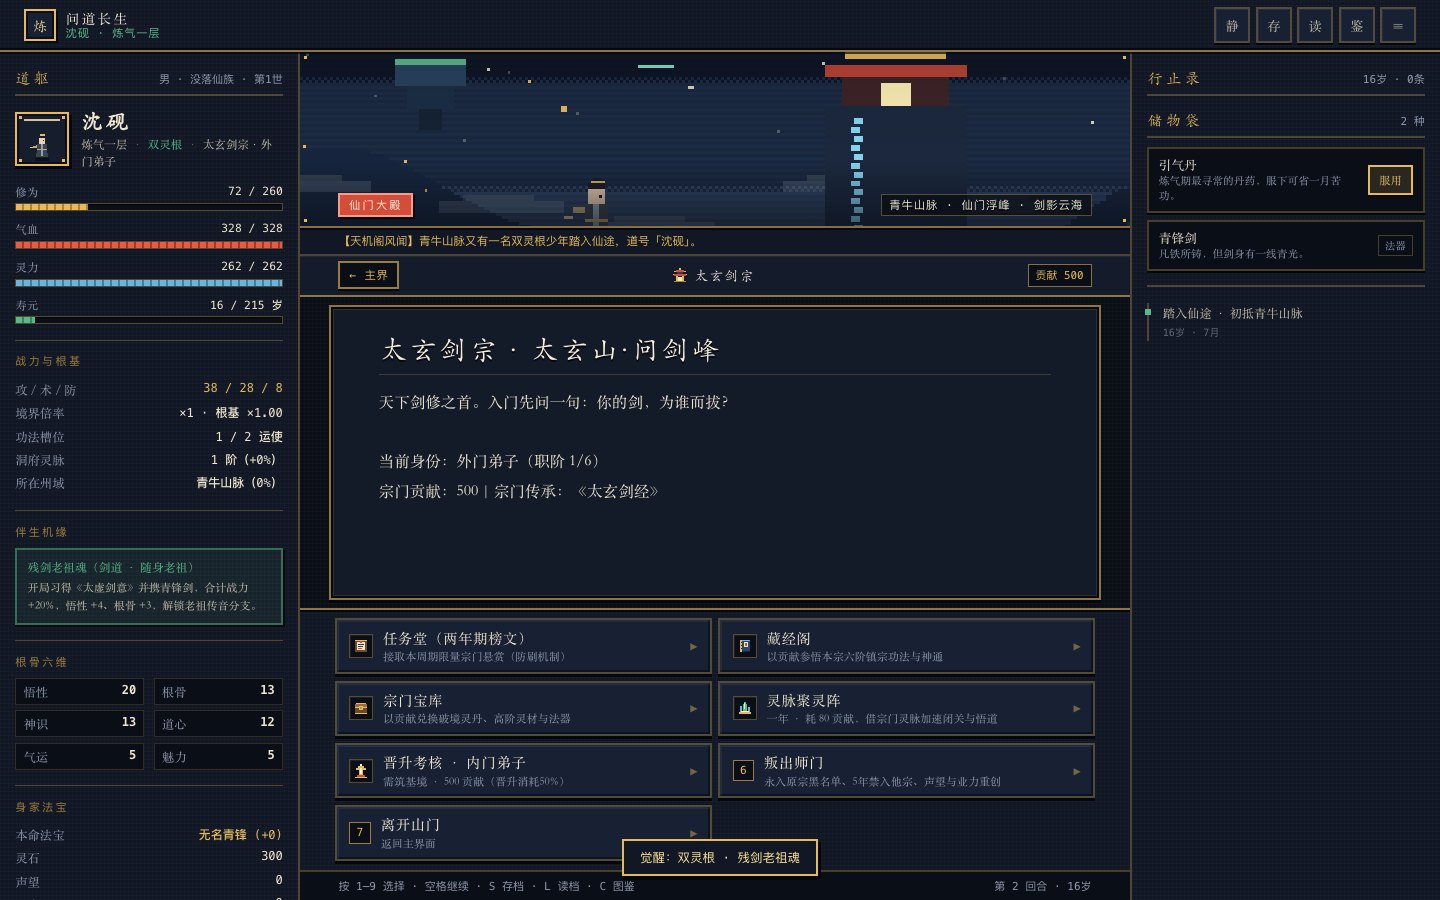 炼
问道长生
沈砚 · 炼气一层
静 存 读 鉴 ≡
道躯
男 · 没落仙族 · 第1世
沈砚
炼气一层 · 双灵根 · 太玄剑宗·外
门弟子
修为 72 / 260
气血 328 / 328
灵力 262 / 262
寿元 16 / 215 岁
战力与根基
攻/术/防 38 / 28 / 8
境界倍率 ×1 · 根基 ×1.00
功法槽位 1 / 2 运使
洞府灵脉 1 阶 (+0%)
所在州域 青牛山脉 (0%)
伴生机缘
残剑老祖魂（剑道 · 随身老祖）
开局习得《太虚剑意》并携青锋剑，合计战力
+20%，悟性 +4、根骨 +3，解锁老祖传音分支。
根骨六维
悟性 20 根骨 13
神识 13 道心 12
气运 5 魅力 5
身家法宝
本命法宝 无名青锋 (+0)
灵石 300
声望 0
仙门大殿
青牛山脉 · 仙门浮峰 · 剑影云海
【天机阁风闻】青牛山脉又有一名双灵根少年踏入仙途，道号「沈砚」。
← 主界
太玄剑宗
贡献 500
太玄剑宗 · 太玄山·问剑峰
天下剑修之首。入门先问一句：你的剑，为谁而拔？
当前身份：外门弟子（职阶 1/6）
宗门贡献：500 | 宗门传承：《太玄剑经》
任务堂（两年期榜文）
接取本周期限量宗门悬赏（防刷机制）
藏经阁
以贡献参悟本宗六阶镇宗功法与神通
宗门宝库
以贡献兑换破境灵丹、高阶灵材与法器
灵脉聚灵阵
一年 · 耗 80 贡献，借宗门灵脉加速闭关与悟道
晋升考核 · 内门弟子
需筑基境 · 500 贡献（晋升消耗50%）
6
叛出师门
永入原宗黑名单、5年禁入他宗、声望与业力重创
7
离开山门
返回主界面
觉醒：双灵根 · 残剑老祖魂
按 1–9 选择 · 空格继续 · S 存档 · L 读档 · C 图鉴
第 2 回合 · 16岁
行止录
16岁 · 0条
储物袋
2 种
引气丹
炼气期最寻常的丹药，服下可省一月苦
功。
服用
青锋剑
凡铁所铸，但剑身有一线青光。
法器
踏入仙途 · 初抵青牛山脉
16岁 · 7月